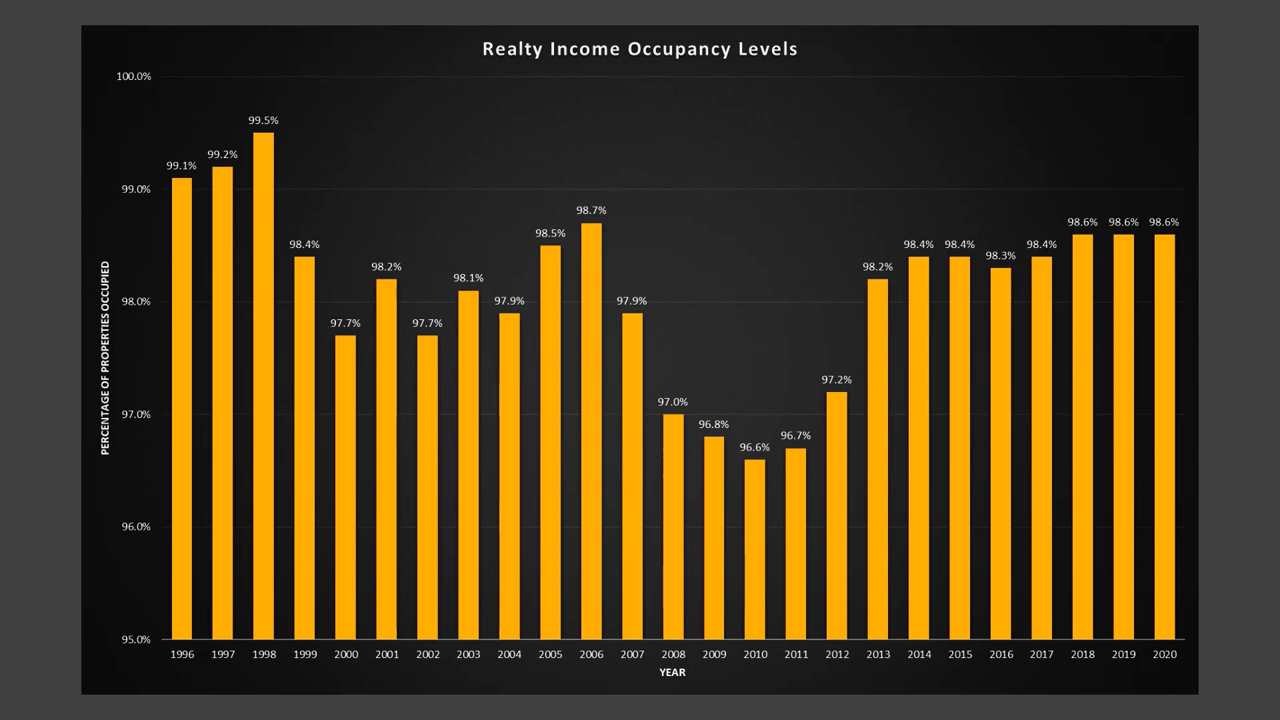 Realty Income Occupancy Levels
100.0%
99.0%
98.0%
97.0%
96.0%
95.0%
PERCENTAGE OF PROPERTIES OCCUPIED
99.1% 99.2% 99.5% 98.4% 97.7% 98.2% 97.7% 98.1% 97.9% 98.5% 98.7% 97.9% 97.0% 96.8% 96.6% 96.7% 97.2% 98.2% 98.4% 98.4% 98.3% 98.4% 98.6% 98.6% 98.6%
1996 1997 1998 1999 2000 2001 2002 2003 2004 2005 2006 2007 2008 2009 2010 2011 2012 2013 2014 2015 2016 2017 2018 2019 2020
YEAR